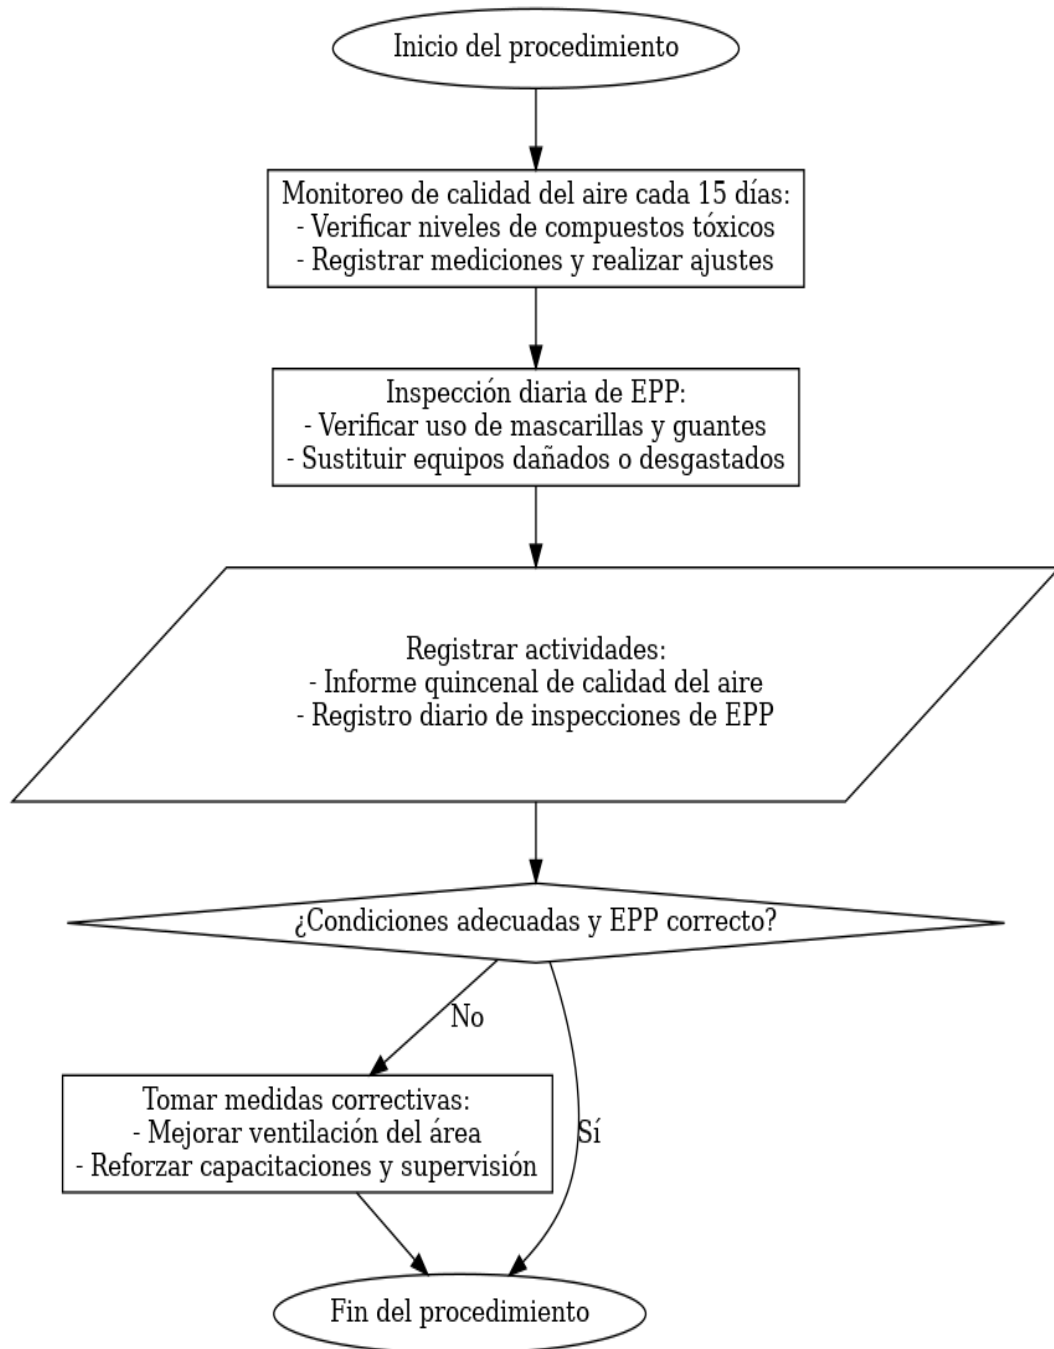 Inicio del procedimiento
Monitoreo de calidad del aire cada 15 días:
- Verificar niveles de compuestos tóxicos
- Registrar mediciones y realizar ajustes
Inspección diaria de EPP:
- Verificar uso de mascarillas y guantes
- Sustituir equipos dañados o desgastados
Registrar actividades:
- Informe quincenal de calidad del aire
- Registro diario de inspecciones de EPP
¿Condiciones adecuadas y EPP correcto?
No
Tomar medidas correctivas:
- Mejorar ventilación del área
- Reforzar capacitaciones y supervisión
Sí
Fin del procedimiento